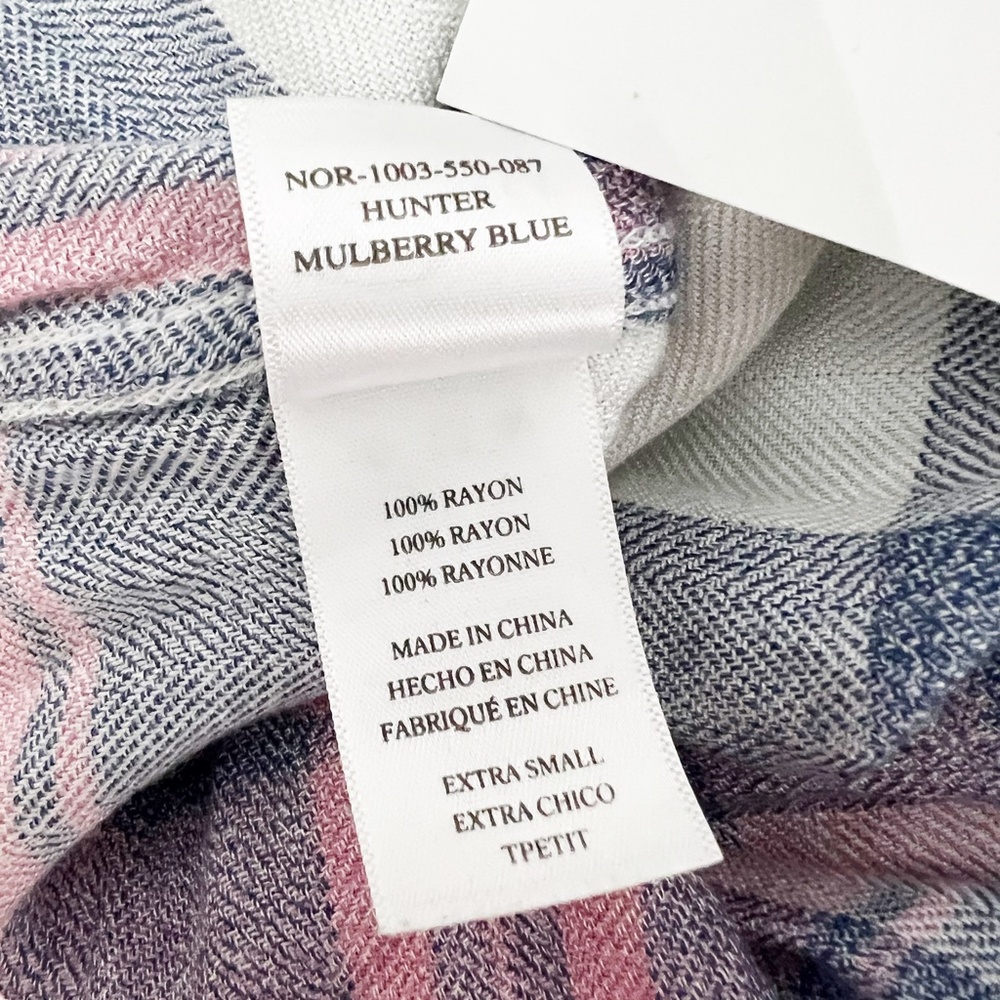 NOR-1003-550-087
HUNTER
MULBERRY BLUE
100% RAYON
100% RAYON
100% RAYONNE
MADE IN CHINA
HECHO EN CHINA
FABRIQUÉ EN CHINE
EXTRA SMALL
EXTRA CHICO
TPETIT